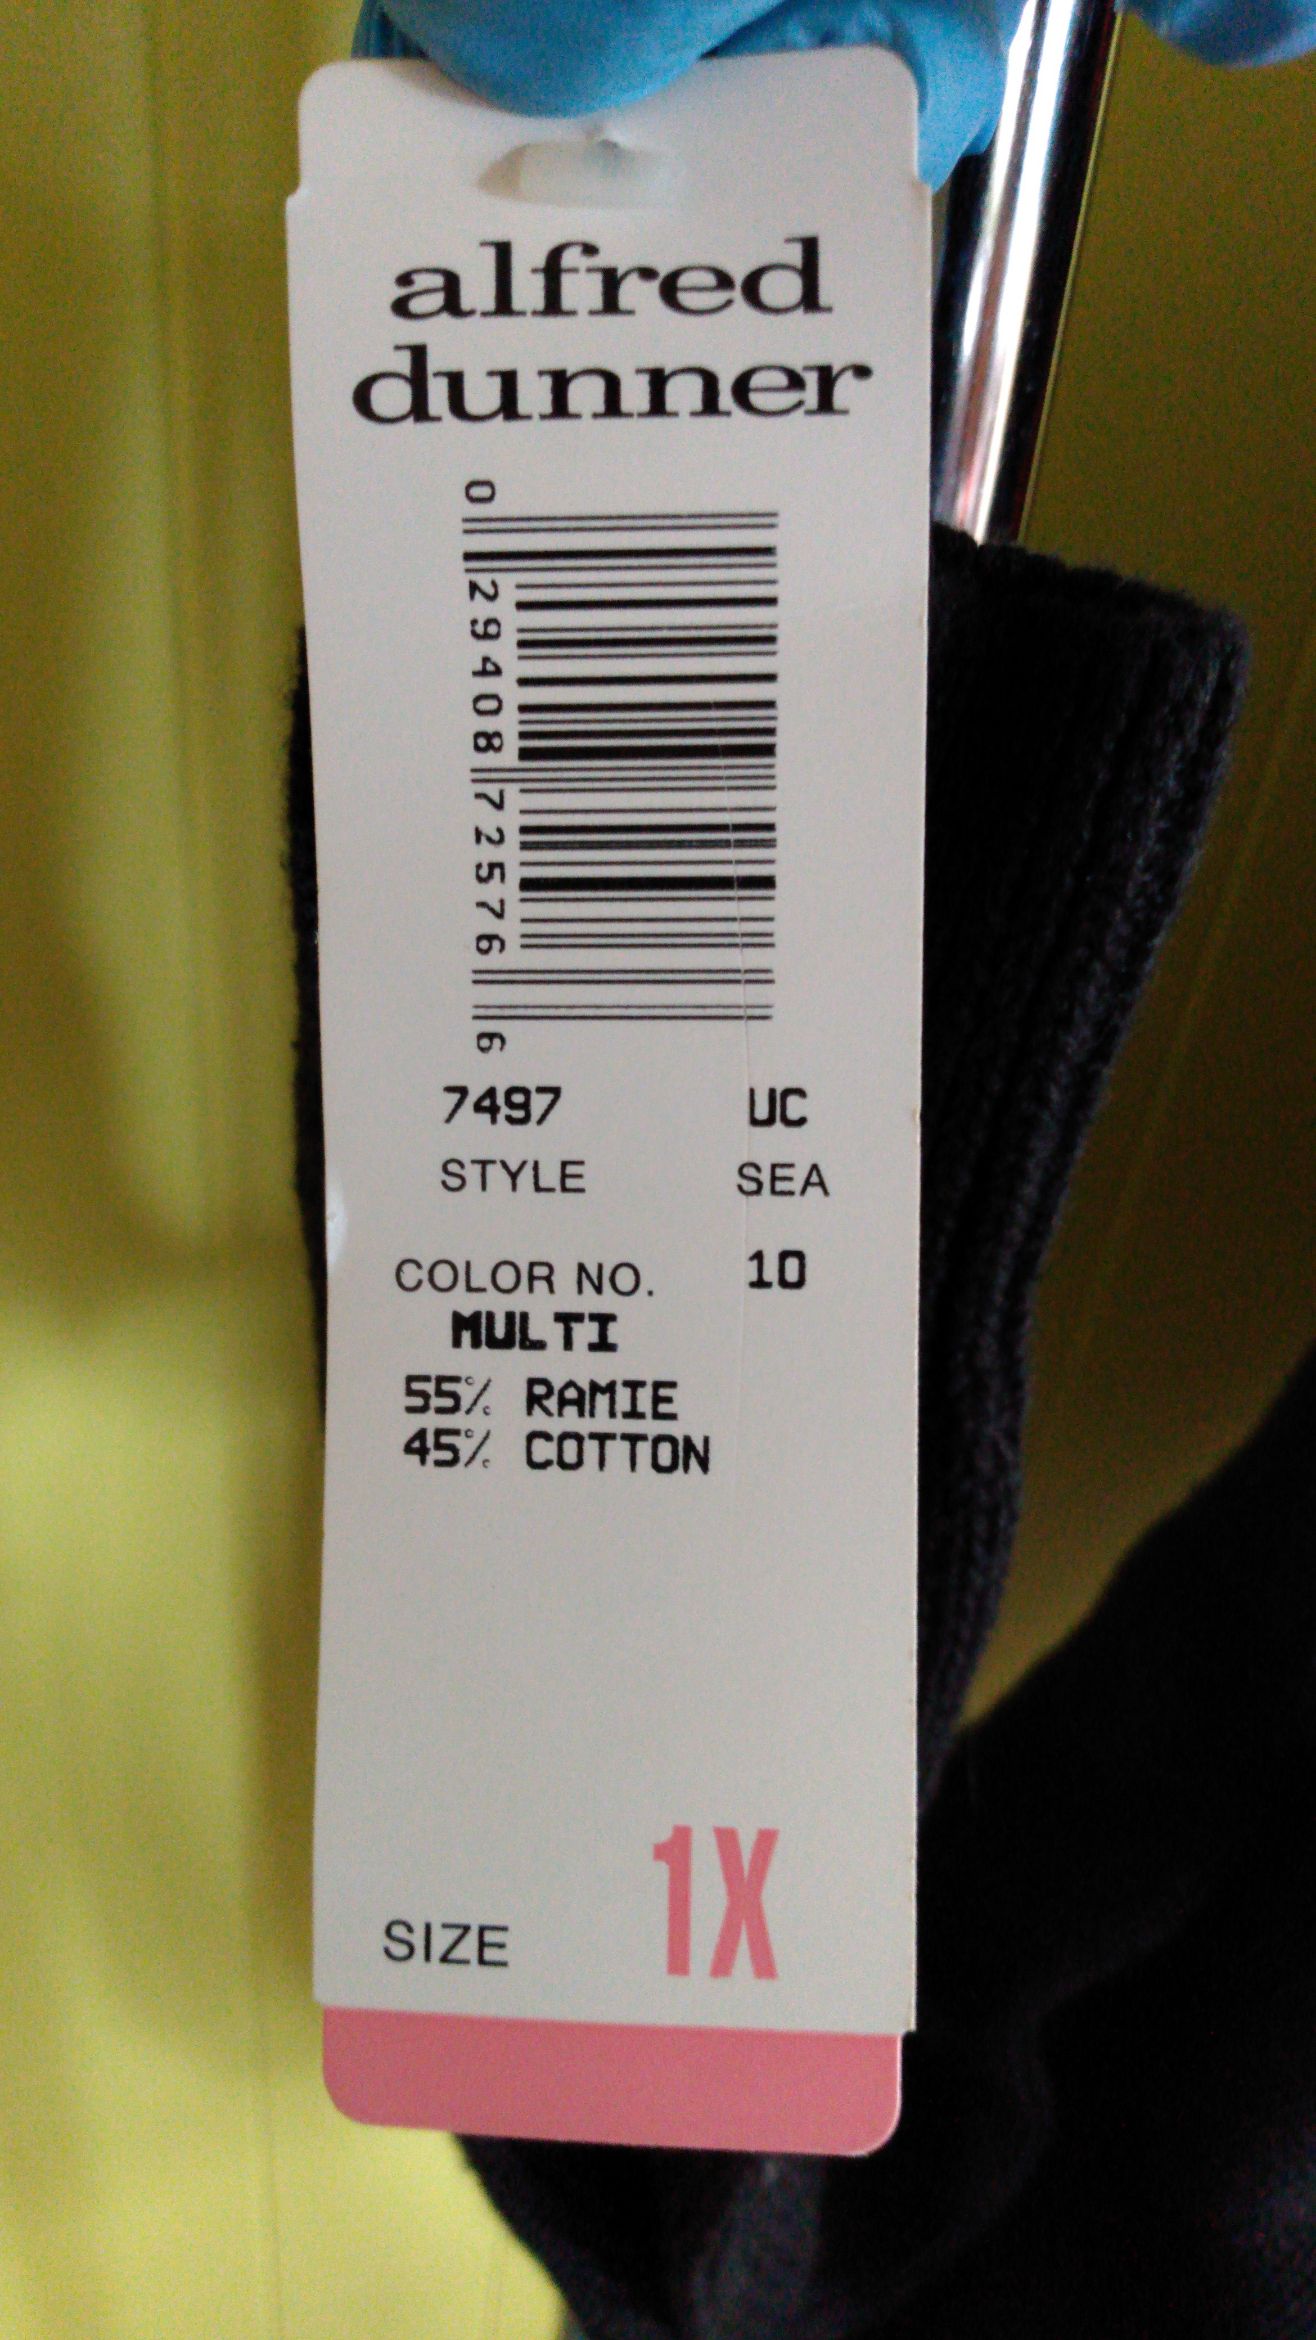 alfred
dunner
0 29408 72576 6
7497 UC
STYLE SEA
COLOR NO. 10
MULTI
55% RAMIE
45% COTTON
SIZE 1X